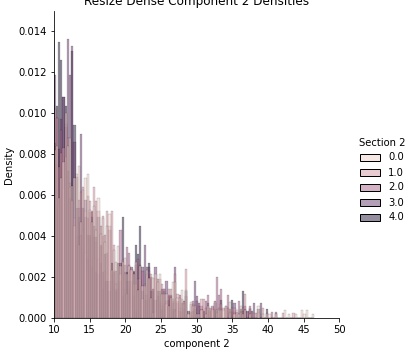 Resize Dense Component 2 Densities
0.014
0.012
0.010
0.008
0.006
0.004
0.002
0.000
Density
10 15 20 25 30 35 40 45 50
component 2
Section 2
0.0
1.0
2.0
3.0
4.0